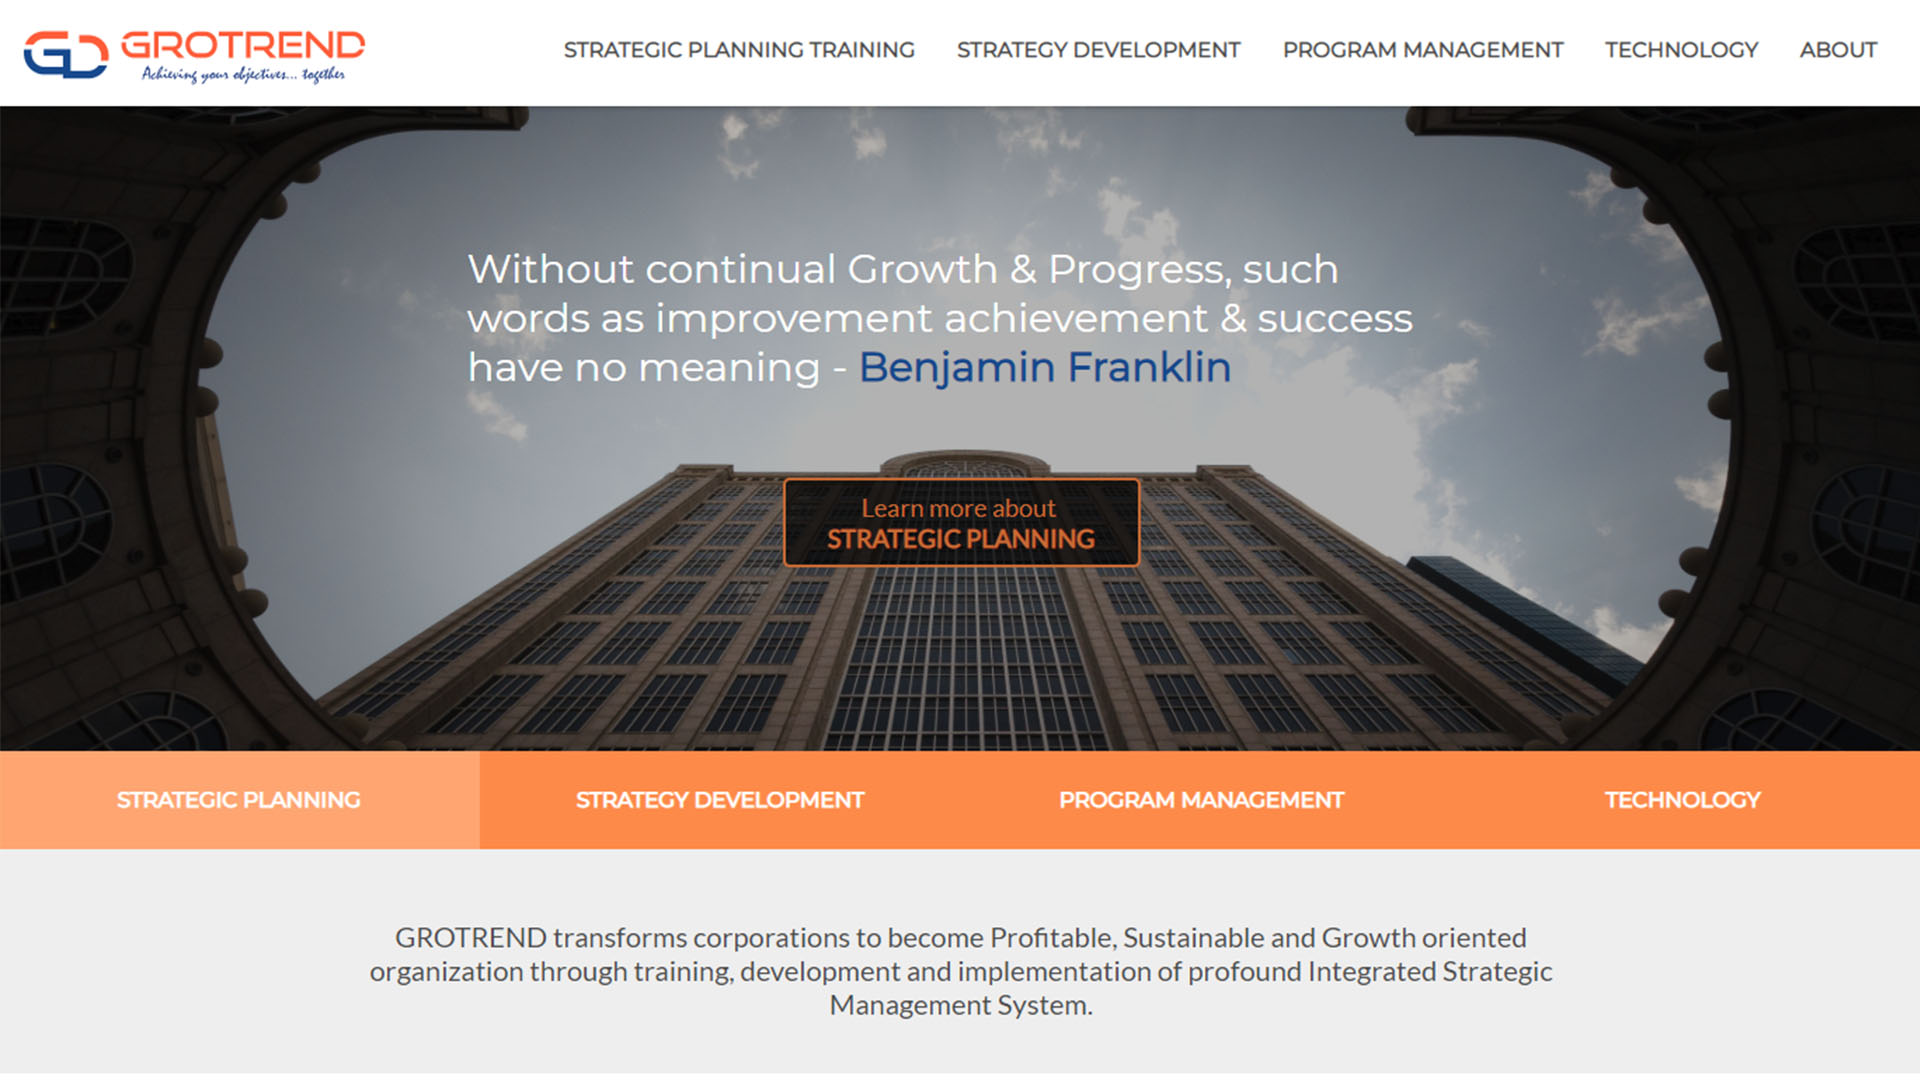 GROTREND
Achieving your objectives... together
STRATEGIC PLANNING TRAINING
STRATEGY DEVELOPMENT
PROGRAM MANAGEMENT
TECHNOLOGY
ABOUT
Without continual Growth & Progress, such
words as improvement achievement & success
have no meaning - Benjamin Franklin
Learn more about
STRATEGIC PLANNING
STRATEGIC PLANNING
STRATEGY DEVELOPMENT
PROGRAM MANAGEMENT
TECHNOLOGY
GROTREND transforms corporations to become Profitable, Sustainable and Growth oriented
organization through training, development and implementation of profound Integrated Strategic
Management System.